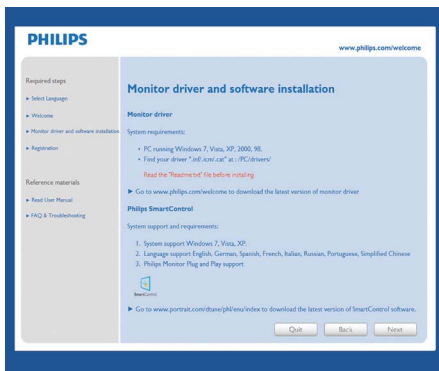 PHILIPS
www.philips.com/welcome
Required steps
► Select Language
► Welcome
► Monitor driver and software installation
► Registration
Reference materials
► Read User Manual
► FAQ & Troubleshooting
Monitor driver and software installation
Monitor driver
System requirements:
• PC running Windows 7, Vista, XP, 2000, 98.
• Find your driver ".inf/.icm/.cat" at : /PC/drivers/
Read the 'Readme.txt' file before installing
► Go to www.philips.com/welcome to download the latest version of monitor driver
Philips SmartControl
System support and requirements:
1. System support Windows 7, Vista, XP.
2. Language support English, German, Spanish, French, Italian, Russian, Portuguese, Simplified Chinese
3. Philips Monitor Plug and Play support
SmartControl
► Go to www.portrait.com/dtune/phl/enu/index to download the latest version of SmartControl software.
Quit
Back
Next